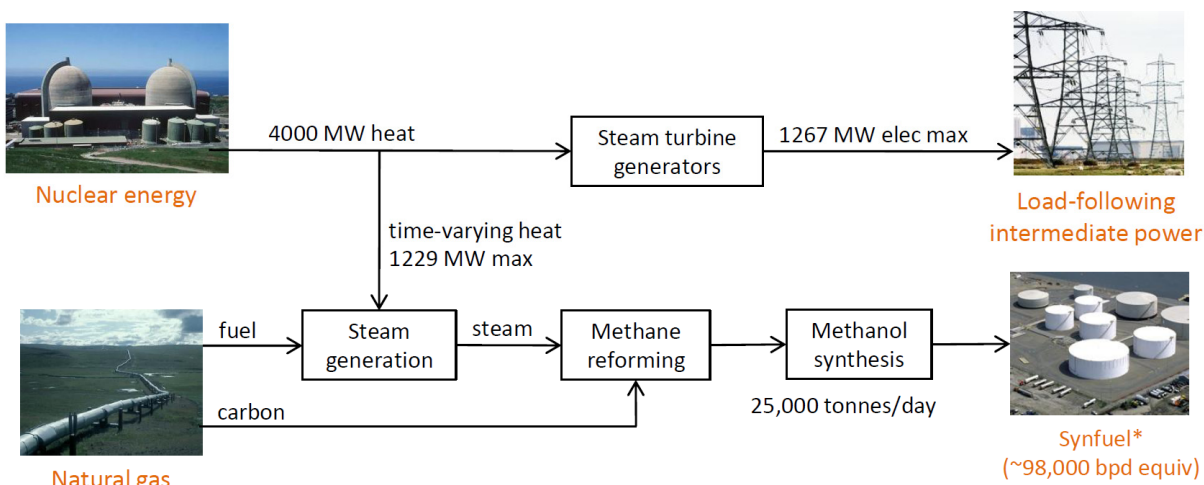 4000 MW heat
Steam turbine
generators
1267 MW elec max
Nuclear energy
Load-following
intermediate power
time-varying heat
1229 MW max
fuel
Steam
generation
steam
Methane
reforming
Methanol
synthesis
carbon
25,000 tonnes/day
Synfuel*
(~98,000 bpd equiv)
Natural gas